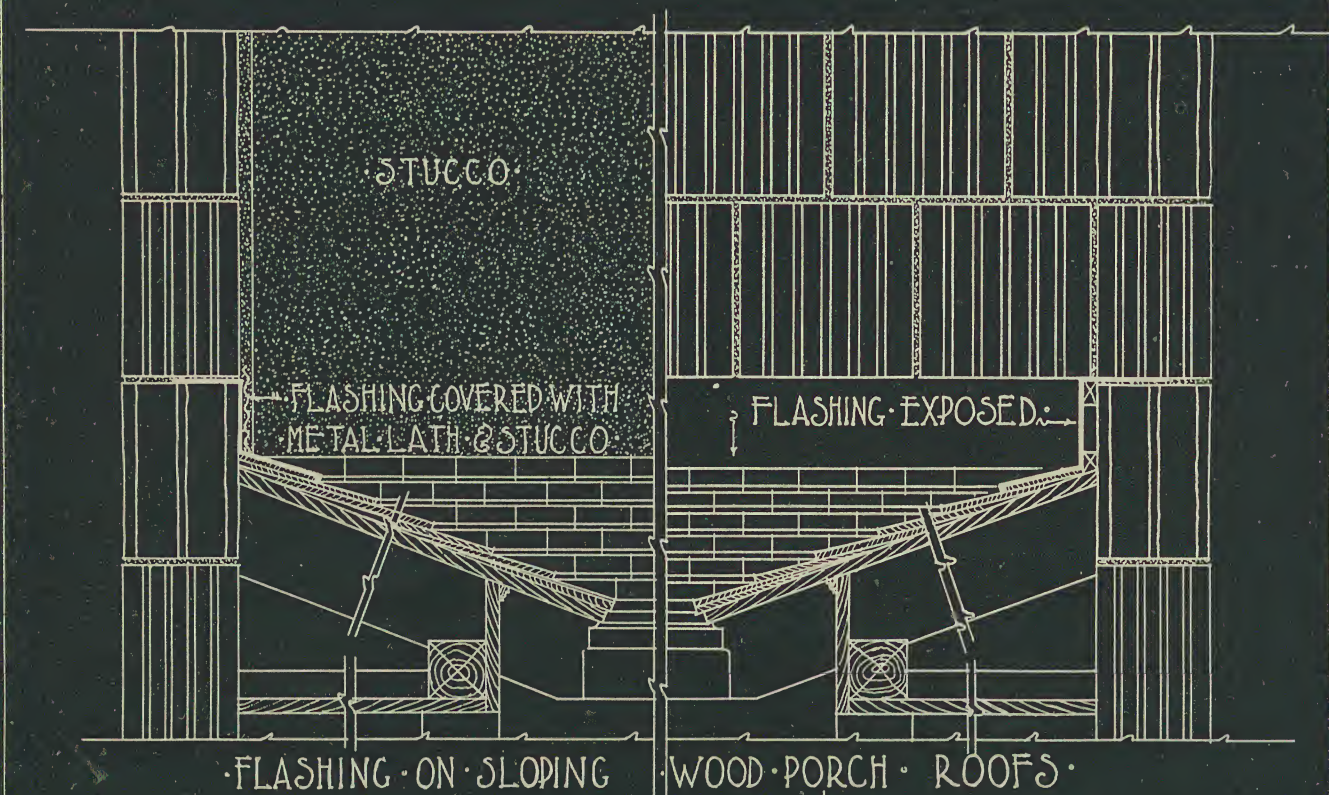 ·STUCCO·
FLASHING COVERED WITH
·METAL·LATH·&STUCCO·
FLASHING·EXPOSED·
·FLASHING·ON·SLOPING WOOD·PORCH· ROOFS·